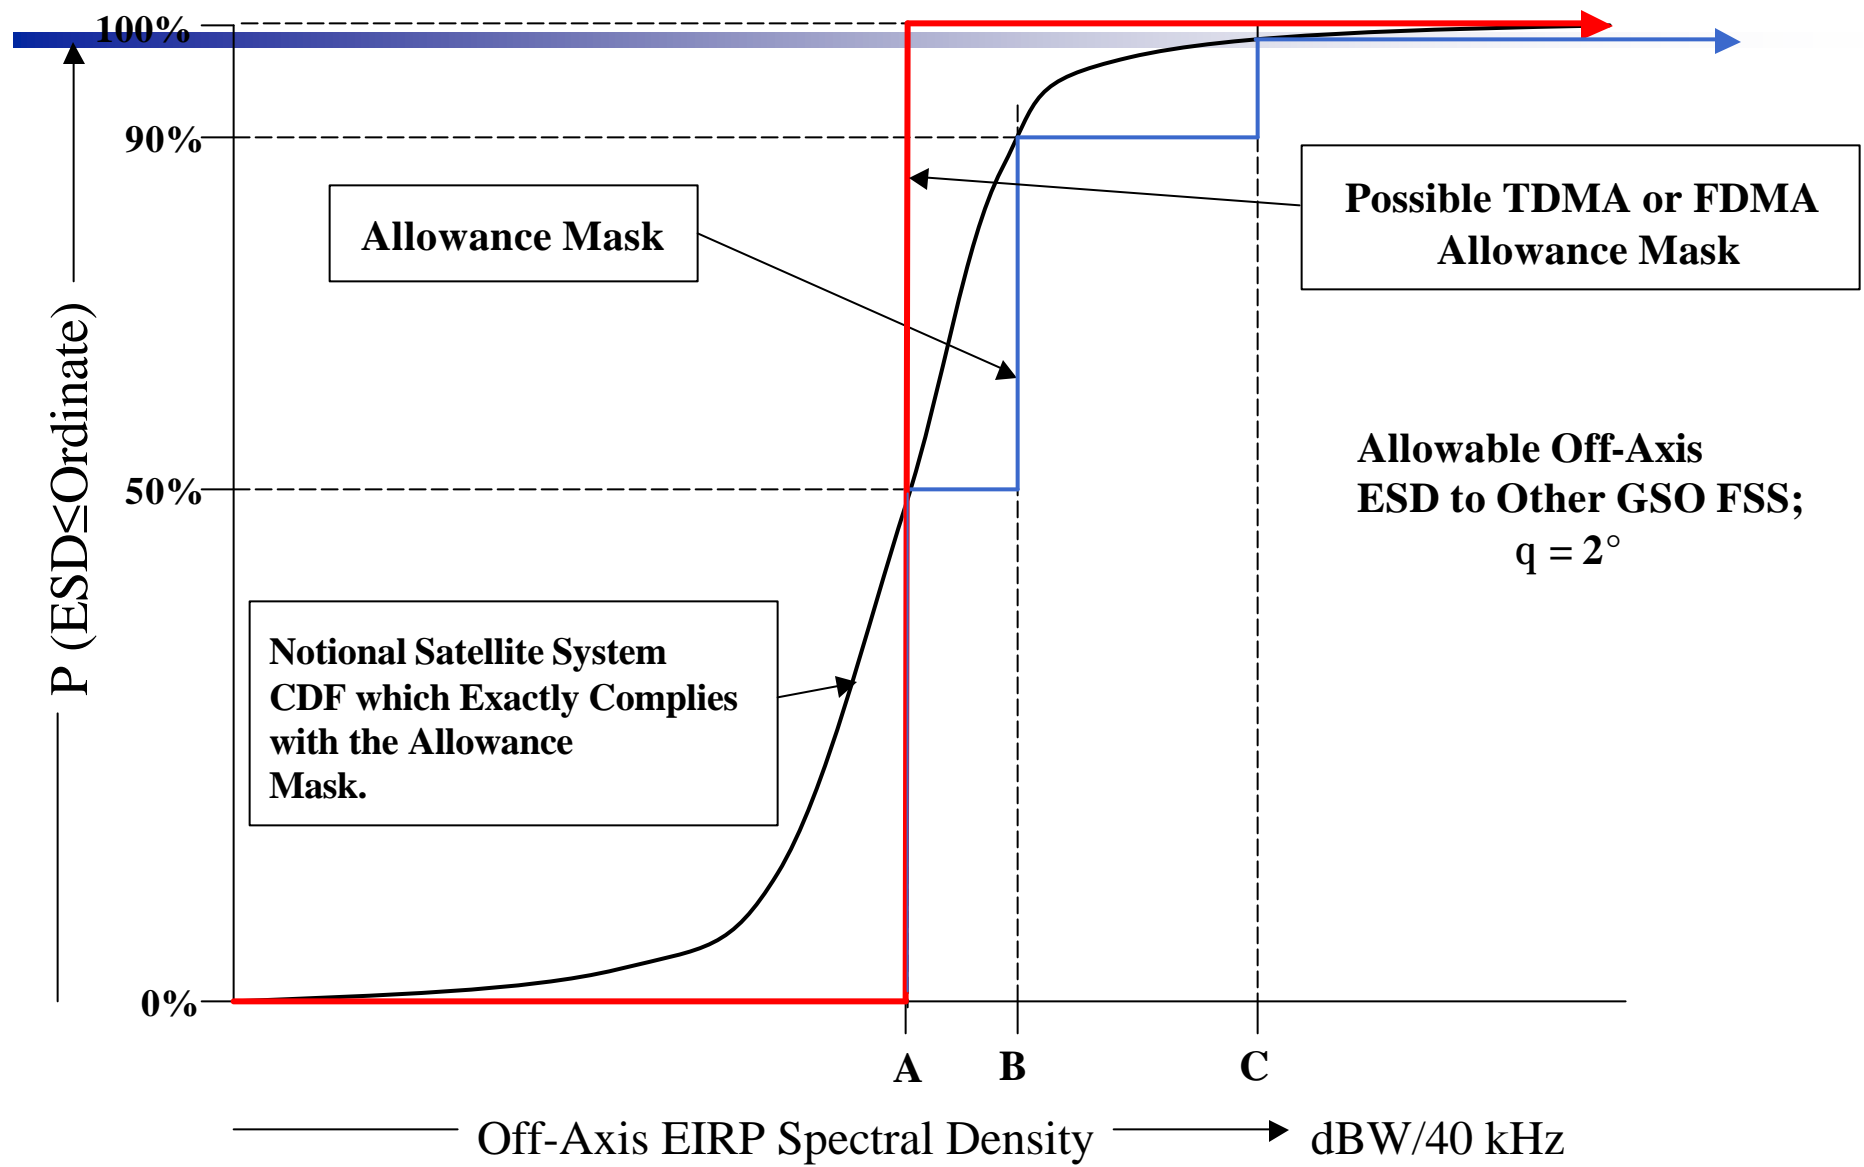 100%
90%
50%
0%
P (ESD≤Ordinate)
Allowance Mask
Possible TDMA or FDMA
Allowance Mask
Allowable Off-Axis
ESD to Other GSO FSS;
q = 2°
Notional Satellite System
CDF which Exactly Complies
with the Allowance
Mask.
A
B
C
Off-Axis EIRP Spectral Density
dBW/40 kHz